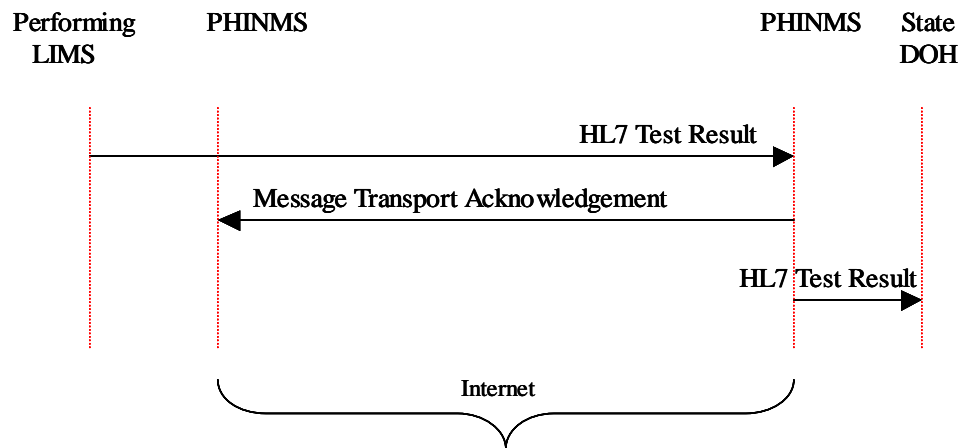 Performing LIMS
PHINMS
PHINMS
State DOH
HL7 Test Result
Message Transport Acknowledgement
HL7 Test Result
Internet